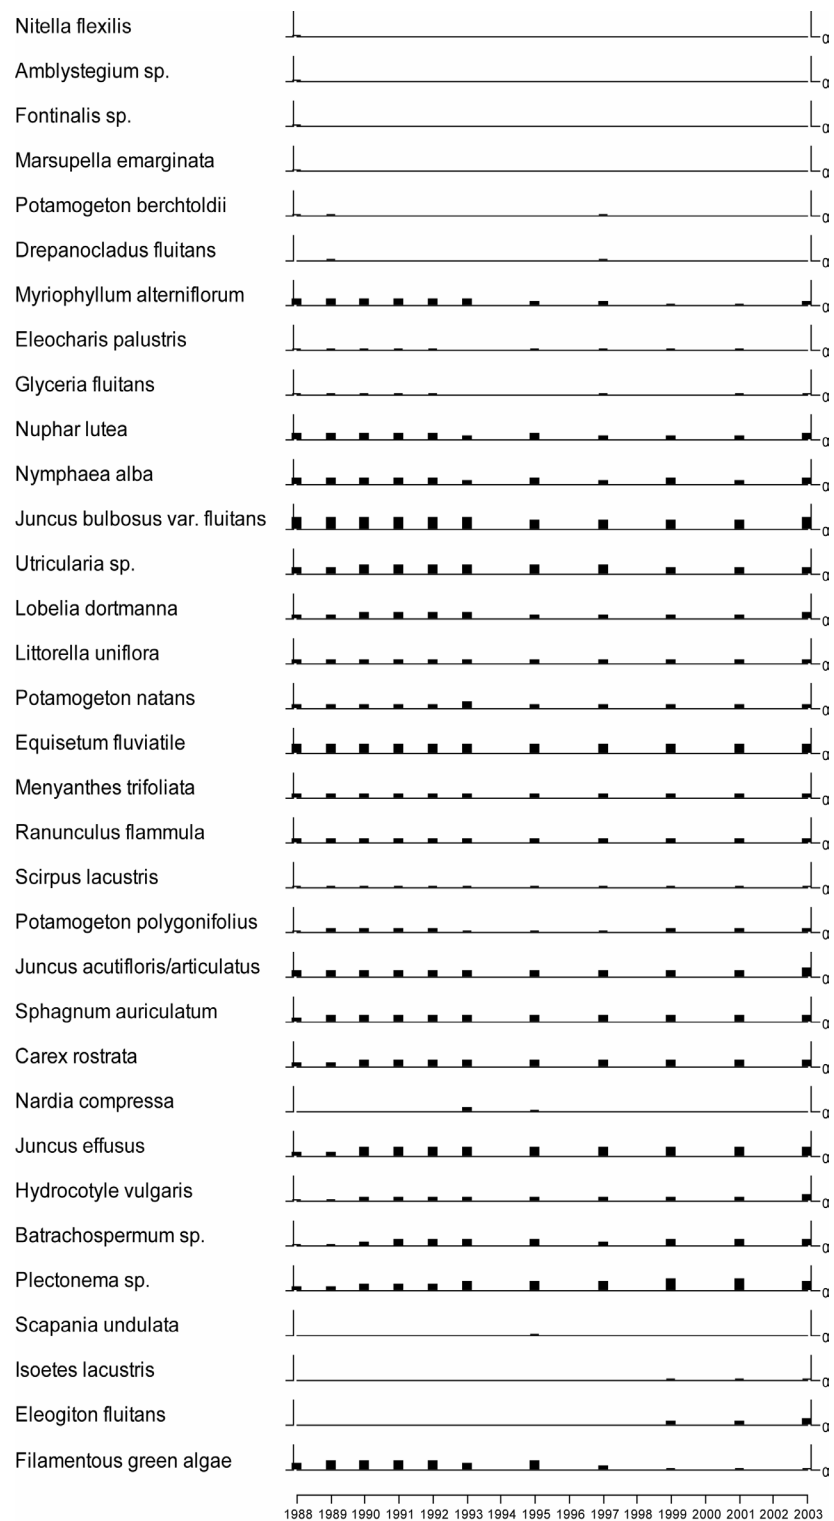 Nitella flexilis
Amblystegium sp.
Fontinalis sp.
Marsupella emarginata
Potamogeton berchtoldii
Drepanocladus fluitans
Myriophyllum alterniflorum
Eleocharis palustris
Glyceria fluitans
Nuphar lutea
Nymphaea alba
Juncus bulbosus var. fluitans
Utricularia sp.
Lobelia dortmanna
Littorella uniflora
Potamogeton natans
Equisetum fluviatile
Menyanthes trifoliata
Ranunculus flammula
Scirpus lacustris
Potamogeton polygonifolius
Juncus acutifloris/articulatus
Sphagnum auriculatum
Carex rostrata
Nardia compressa
Juncus effusus
Hydrocotyle vulgaris
Batrachospermum sp.
Plectonema sp.
Scapania undulata
Isoetes lacustris
Eleogiton fluitans
Filamentous green algae
1988 1989 1990 1991 1992 1993 1994 1995 1996 1997 1998 1999 2000 2001 2002 2003